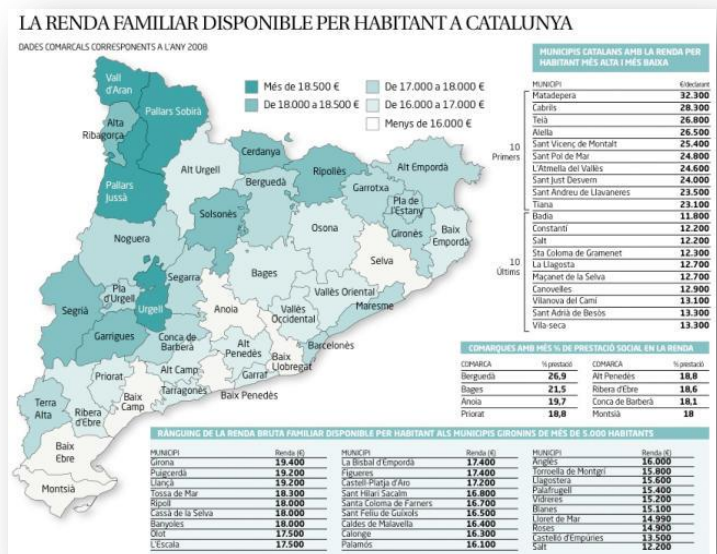 LA RENDA FAMILIAR DISPONIBLE PER HABITANT A CATALUNYA
DADES COMARCALS CORRESPONENTS A L'ANY 2008
Més de 18.500 €
De 18.000 a 18.500 €
De 17.000 a 18.000 €
De 16.000 a 17.000 €
Menys de 16.000 €
Vall d'Aran
Pallars Sobirà
Alta Ribagorça
Pallars Jussà
Alt Urgell
Cerdanya
Berguedà
Ripollès
Garrotxa
Alt Empordà
Pla de l'Estany
Gironès
Baix Empordà
Solsonès
Osona
Selva
Noguera
Bages
Segarra
Pla d'Urgell
Urgell
Segrià
Garrigues
Anoia
Vallès Oriental
Vallès Occidental
Maresme
Conca de Barberà
Alt Penedès
Baix Llobregat
Barcelonès
Garraf
Alt Camp
Priorat
Tarragonès
Baix Penedès
Terra Alta
Ribera d'Ebre
Baix Camp
Baix Ebre
Montsià
MUNICIPIS CATALANS AMB LA RENDA PER HABITANT MÉS ALTA I MÉS BAIXA
MUNICIPI €/declarant
10 Primers
Matadepera 32.300
Cabrils 28.300
Teià 26.800
Alella 26.500
Sant Vicenç de Montalt 25.400
Sant Pol de Mar 24.800
L'Atmella del Vallès 24.600
Sant Just Desvern 24.000
Sant Andreu de Llavaneres 23.500
Tiana 23.100
10 Últims
Badia 11.800
Constantí 12.200
Salt 12.200
Sta Coloma de Gramenet 12.300
La Llagosta 12.700
Maçanet de la Selva 12.700
Canovelles 12.900
Vilanova del Camí 13.100
Sant Adrià de Besòs 13.300
Vila-seca 13.300
COMARQUES AMB MÉS % DE PRESTACIÓ SOCIAL EN LA RENDA
COMARCA % prestació
Berguedà 26,9
Bages 21,5
Anoia 19,7
Priorat 18,8
COMARCA % prestació
Alt Penedès 18,8
Ribera d'Ebre 18,6
Conca de Barberà 18,1
Montsià 18
RÀNQUING DE LA RENDA BRUTA FAMILIAR DISPONIBLE PER HABITANT ALS MUNICIPIS GIRONINS DE MÉS DE 5.000 HABITANTS
MUNICIPI Renda (€)
Girona 19.400
Puigcerdà 19.200
Llançà 19.200
Tossa de Mar 18.300
Ripoll 18.000
Cassà de la Selva 18.000
Banyoles 18.000
Olot 17.500
L'Escala 17.500
MUNICIPI Renda (€)
La Bisbal d'Empordà 17.400
Figueres 17.400
Castell-Platja d'Aro 17.200
Sant Hilari Sacalm 16.800
Santa Coloma de Farners 16.700
Sant Feliu de Guíxols 16.500
Caldes de Malavella 16.400
Calonge 16.300
Palamós 16.100
MUNICIPI Renda (€)
Anglès 16.000
Torroella de Montgrí 15.800
Llagostera 15.600
Palafrugell 15.400
Vidreres 15.200
Blanes 15.100
Lloret de Mar 14.990
Roses 14.900
Castelló d'Empúries 13.500
Salt 12.200